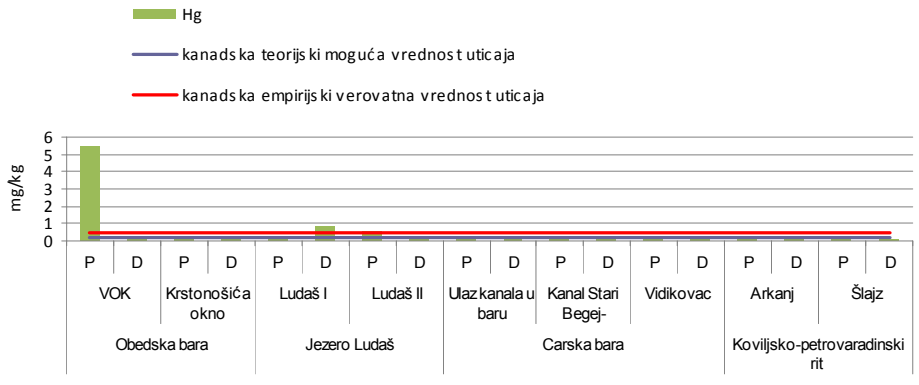 Hg
kanadska teorijski moguća vrednost uticaja
kanadska empirijski verovatna vrednost uticaja
mg/kg
6
5
4
3
2
1
0
P D P D P D P D P D P D P D P D P D
VOK Krstonošića okno Ludaš I Ludaš II Ulaz kanala u baru Kanal Stari Begej- Vidikovac Arkanj Šlajz
Obedska bara Jezero Ludaš Carska bara Koviljsko-petrovaradinski rit